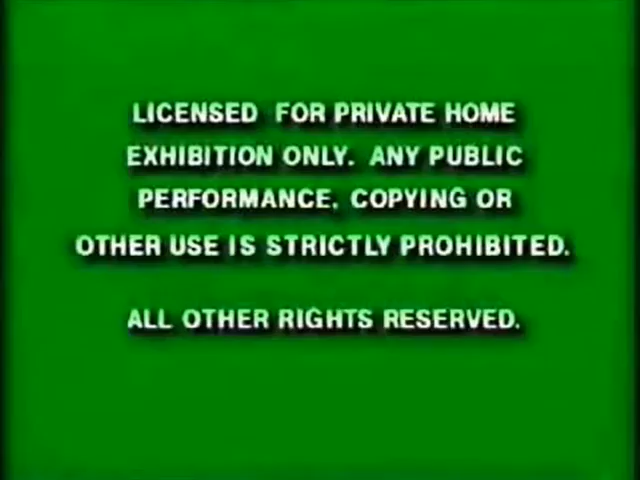 LICENSED FOR PRIVATE HOME
EXHIBITION ONLY. ANY PUBLIC
PERFORMANCE, COPYING OR
OTHER USE IS STRICTLY PROHIBITED.
ALL OTHER RIGHTS RESERVED.